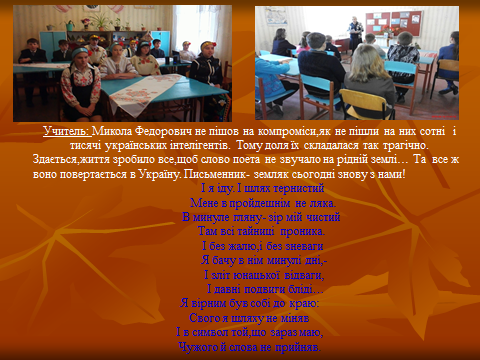 Учитель: Микола Федорович не пішов на компроміси,як не пішли на них сотні і
тисячі українських інтелігентів. Тому доля їх складалася так трагічно.
Здається,життя зробило все,щоб слово поета не звучало на рідній землі… Та все ж
воно повертається в Україну. Письменник- земляк сьогодні знову з нами!
І я іду. І шлях тернистий
Мене в пройдешнім не ляка.
В минуле гляну- зір мій чистий
Там всі тайниці проника.
І без жалю,і без зневаги
Я бачу в нім минулі дні,-
І зліт юнацької відваги,
І давні подвиги бліді…
Я вірним був собі до краю:
Свого я шляху не міняв
І в символ той,що зараз маю,
Чужого й слова не прийняв.